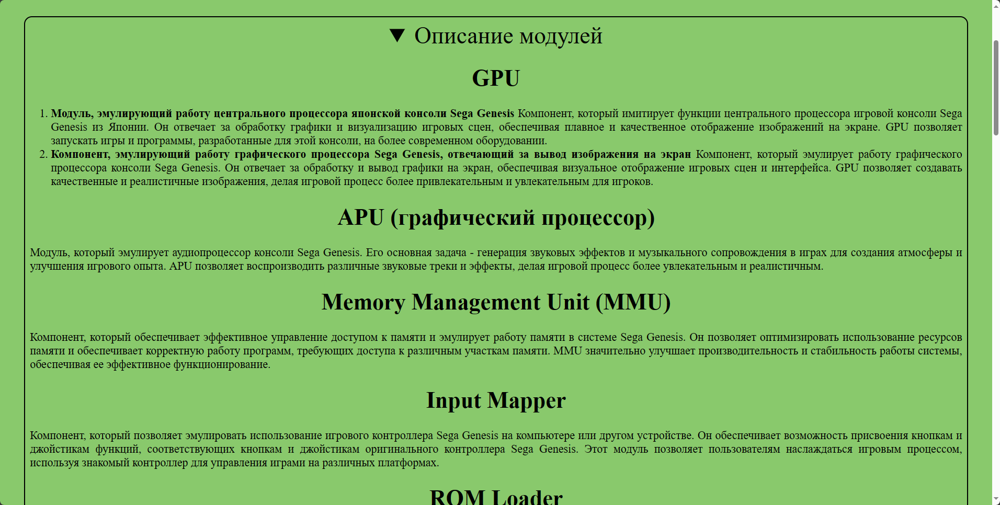 ▼ Описание модулей
GPU
1. Модуль, эмулирующий работу центрального процессора японской консоли Sega Genesis Компонент, который имитирует функции центрального процессора игровой консоли Sega
Genesis из Японии. Он отвечает за обработку графики и визуализацию игровых сцен, обеспечивая плавное и качественное отображение изображений на экране. GPU позволяет
запускать игры и программы, разработанные для этой консоли, на более современном оборудовании.
2. Компонент, эмулирующий работу графического процессора Sega Genesis, отвечающий за вывод изображения на экран Компонент, который эмулирует работу графического
процессора консоли Sega Genesis. Он отвечает за обработку и вывод графики на экран, обеспечивая визуальное отображение игровых сцен и интерфейса. GPU позволяет создавать
качественные и реалистичные изображения, делая игровой процесс более привлекательным и увлекательным для игроков.
APU (графический процессор)
Модуль, который эмулирует аудиопроцессор консоли Sega Genesis. Его основная задача - генерация звуковых эффектов и музыкального сопровождения в играх для создания атмосферы и
улучшения игрового опыта. APU позволяет воспроизводить различные звуковые треки и эффекты, делая игровой процесс более увлекательным и реалистичным.
Memory Management Unit (MMU)
Компонент, который обеспечивает эффективное управление доступом к памяти и эмулирует работу памяти в системе Sega Genesis. Он позволяет оптимизировать использование ресурсов
памяти и обеспечивает корректную работу программ, требующих доступа к различным участкам памяти. MMU значительно улучшает производительность и стабильность работы системы,
обеспечивая ее эффективное функционирование.
Input Mapper
Компонент, который позволяет эмулировать использование игрового контроллера Sega Genesis на компьютере или другом устройстве. Он обеспечивает возможность присвоения кнопкам и
джойстикам функций, соответствующих кнопкам и джойстикам оригинального контроллера Sega Genesis. Этот модуль позволяет пользователям наслаждаться игровым процессом,
используя знакомый контроллер для управления играми на различных платформах.
ROM Loader